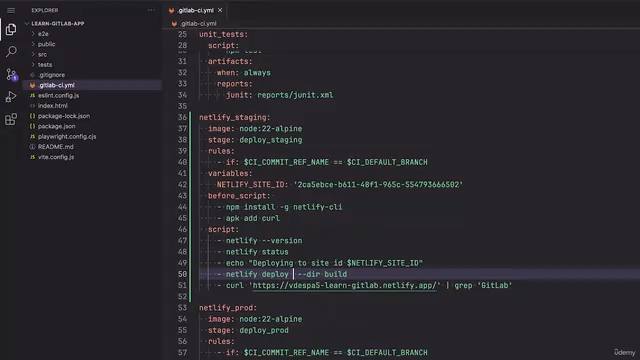 EXPLORER
LEARN-GITLAB-APP
e2e
public
src
tests
.gitignore
.gitlab-ci.yml
eslint.config.js
index.html
package-lock.json
package.json
playwright.config.cjs
README.md
vite.config.js
.gitlab-ci.yml
.gitlab-ci.yml
25 unit_tests:
28 script:
31 artifacts:
32 when: always
33 reports:
34 junit: reports/junit.xml
35
36 netlify_staging:
37 image: node:22-alpine
38 stage: deploy_staging
39 rules:
40 - if: $CI_COMMIT_REF_NAME == $CI_DEFAULT_BRANCH
41 variables:
42 NETLIFY_SITE_ID: '2ca5ebce-b611-48f1-965c-554793666502'
43 before_script:
44 - npm install -g netlify-cli
45 - apk add curl
46 script:
47 - netlify --version
48 - netlify status
49 - echo "Deploying to site id $NETLIFY_SITE_ID"
50 - netlify deploy --dir build
51 - curl 'https://vdespa5-learn-gitlab.netlify.app/' | grep 'GitLab'
52
53 netlify_prod:
54 image: node:22-alpine
55 stage: deploy_prod
56 rules:
57 - if: $CI_COMMIT_REF_NAME == $CI_DEFAULT_BRANCH
udemy